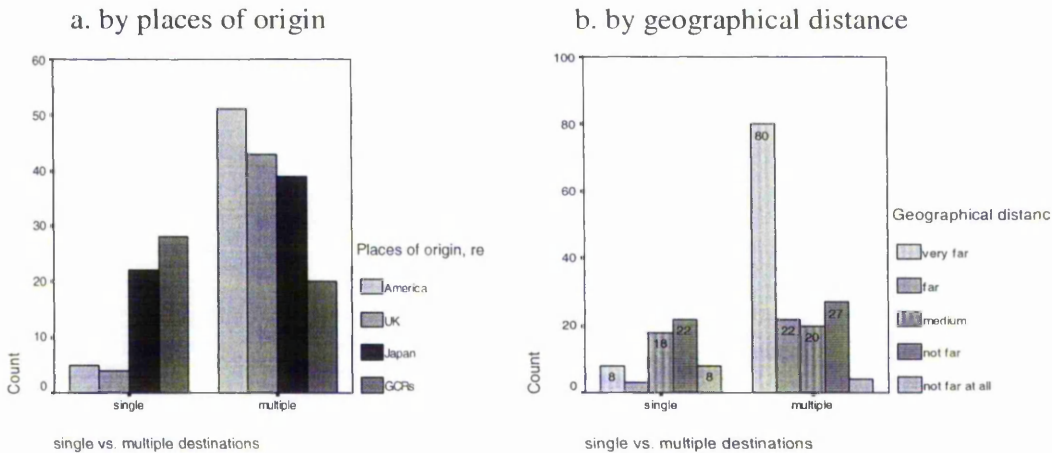 a. by places of origin
60
50
40
30
20
10
0
Count
single
multiple
single vs. multiple destinations
Places of origin, re
America
UK
Japan
GCRs
b. by geographical distance
100
80
60
40
20
0
Count
8
18
22
8
80
22
20
27
single
multiple
single vs. multiple destinations
Geographical distanc
very far
far
medium
not far
not far at all